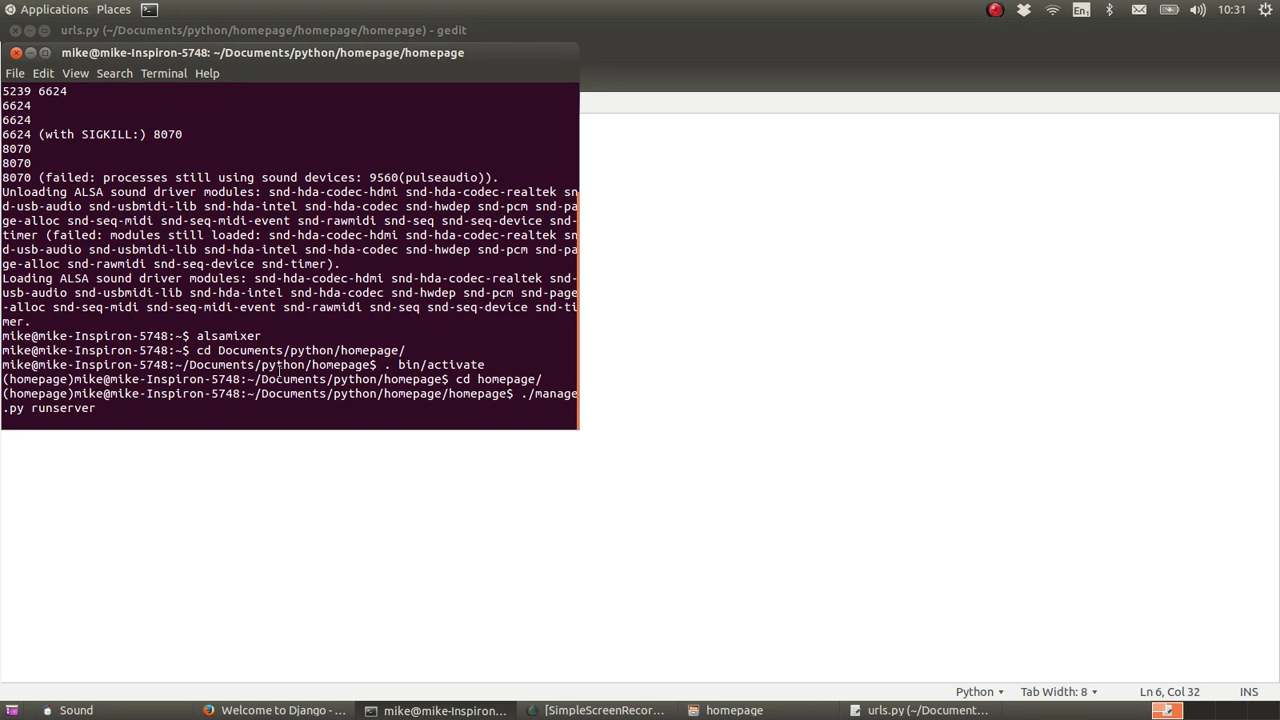 Applications Places En1 10:31
urls.py (~/Documents/python/homepage/homepage/homepage) - gedit
mike@mike-Inspiron-5748: ~/Documents/python/homepage/homepage
File Edit View Search Terminal Help
5239 6624
6624
6624
6624 (with SIGKILL:) 8070
8070
8070
8070 (failed: processes still using sound devices: 9560(pulseaudio)).
Unloading ALSA sound driver modules: snd-hda-codec-hdmi snd-hda-codec-realtek sn
d-usb-audio snd-usbmidi-lib snd-hda-intel snd-hda-codec snd-hwdep snd-pcm snd-pa
ge-alloc snd-seq-midi snd-seq-midi-event snd-rawmidi snd-seq snd-seq-device snd-
timer (failed: modules still loaded: snd-hda-codec-hdmi snd-hda-codec-realtek sn
d-usb-audio snd-usbmidi-lib snd-hda-intel snd-hda-codec snd-hwdep snd-pcm snd-pa
ge-alloc snd-rawmidi snd-seq-device snd-timer).
Loading ALSA sound driver modules: snd-hda-codec-hdmi snd-hda-codec-realtek snd-
usb-audio snd-usbmidi-lib snd-hda-intel snd-hda-codec snd-hwdep snd-pcm snd-page
-alloc snd-seq-midi snd-seq-midi-event snd-rawmidi snd-seq snd-seq-device snd-ti
mer.
mike@mike-Inspiron-5748:~$ alsamixer
mike@mike-Inspiron-5748:~$ cd Documents/python/homepage/
mike@mike-Inspiron-5748:~/Documents/python/homepage$ . bin/activate
(homepage)mike@mike-Inspiron-5748:~/Documents/python/homepage$ cd homepage/
(homepage)mike@mike-Inspiron-5748:~/Documents/python/homepage/homepage$ ./manage
.py runserver
Python Tab Width: 8 Ln 6, Col 32 INS
Sound Welcome to Django - ... mike@mike-Inspiron... [SimpleScreenRecor... homepage urls.py (~/Document...